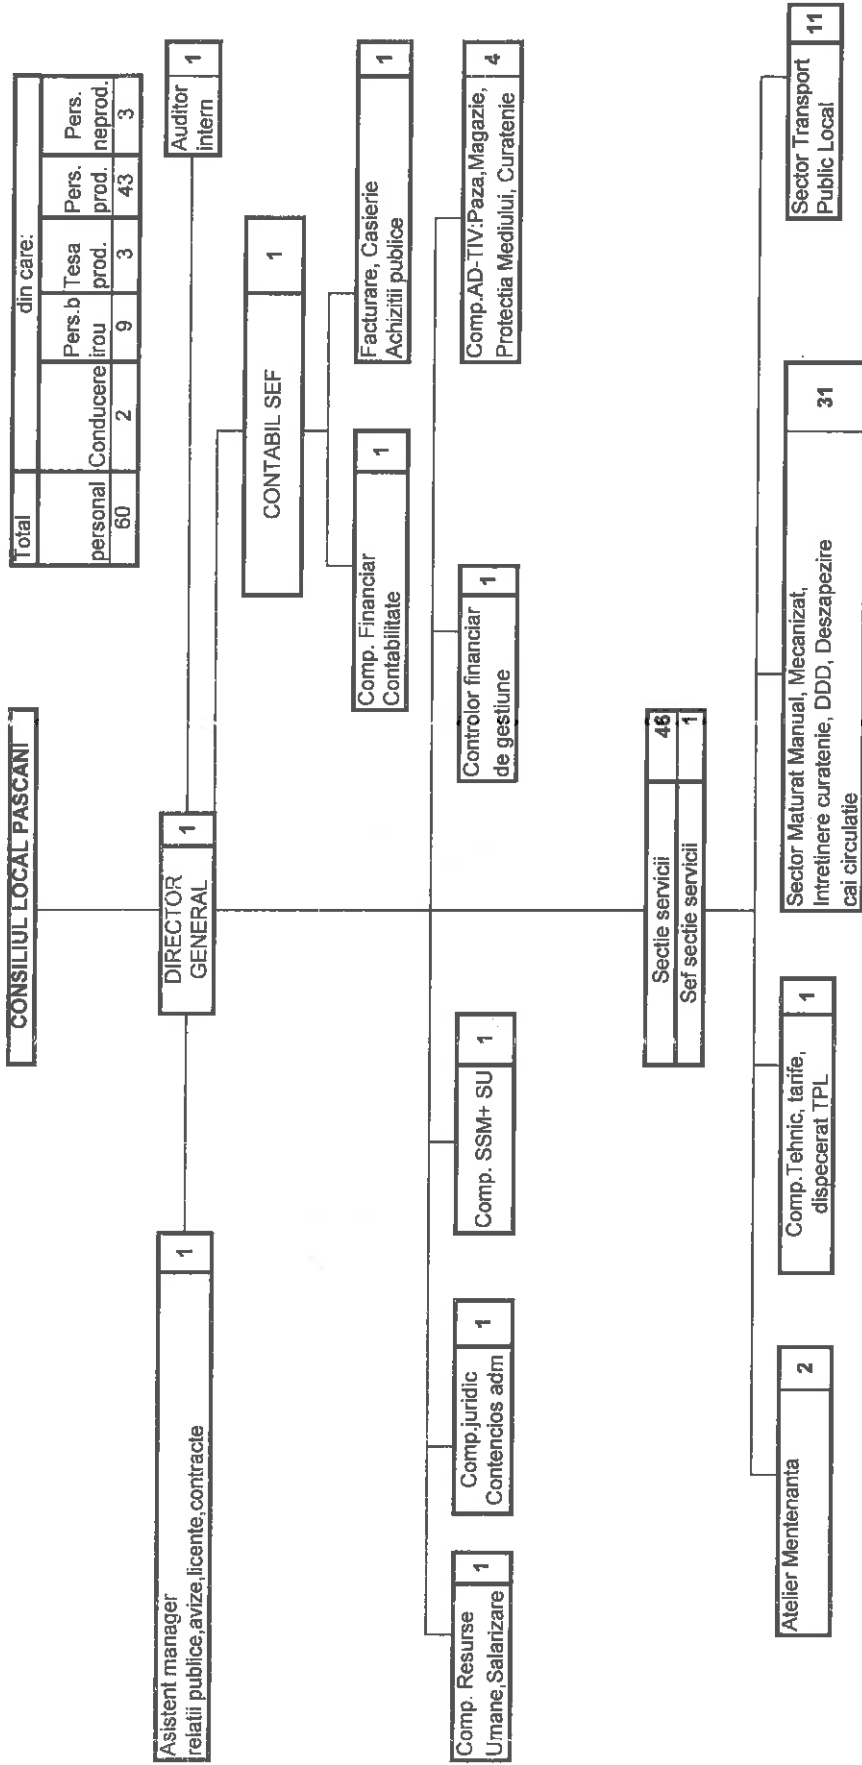 CONSILIUL LOCAL PASCANI
Total
din care:
personal
Conducere
Pers.b
irou
Tesa
prod.
Pers.
prod.
Pers.
neprod.
60
2
9
3
43
3
Asistent manager
relatii publice,avize,licente,contracte
1
DIRECTOR
GENERAL
1
Auditor
intern
1
CONTABIL SEF
1
Comp. Financiar
Contabilitate
1
Facturare, Casierie
Achizitii publice
1
Comp. Resurse
Umane,Salarizare
1
Comp.juridic
Contencios adm
1
Comp. SSM+ SU
1
Controlor financiar
de gestiune
1
Comp.AD-TIV:Paza,Magazie,
Protectia Mediului, Curatenie
4
Sectie servicii
46
Sef sectie servicii
1
Atelier Mentenanta
2
Comp.Tehnic, tarife,
dispecerat TPL
1
Sector Maturat Manual, Mecanizat,
Intretinere curatenie, DDD, Deszapezire
cai circulatie
31
Sector Transport
Public Local
11